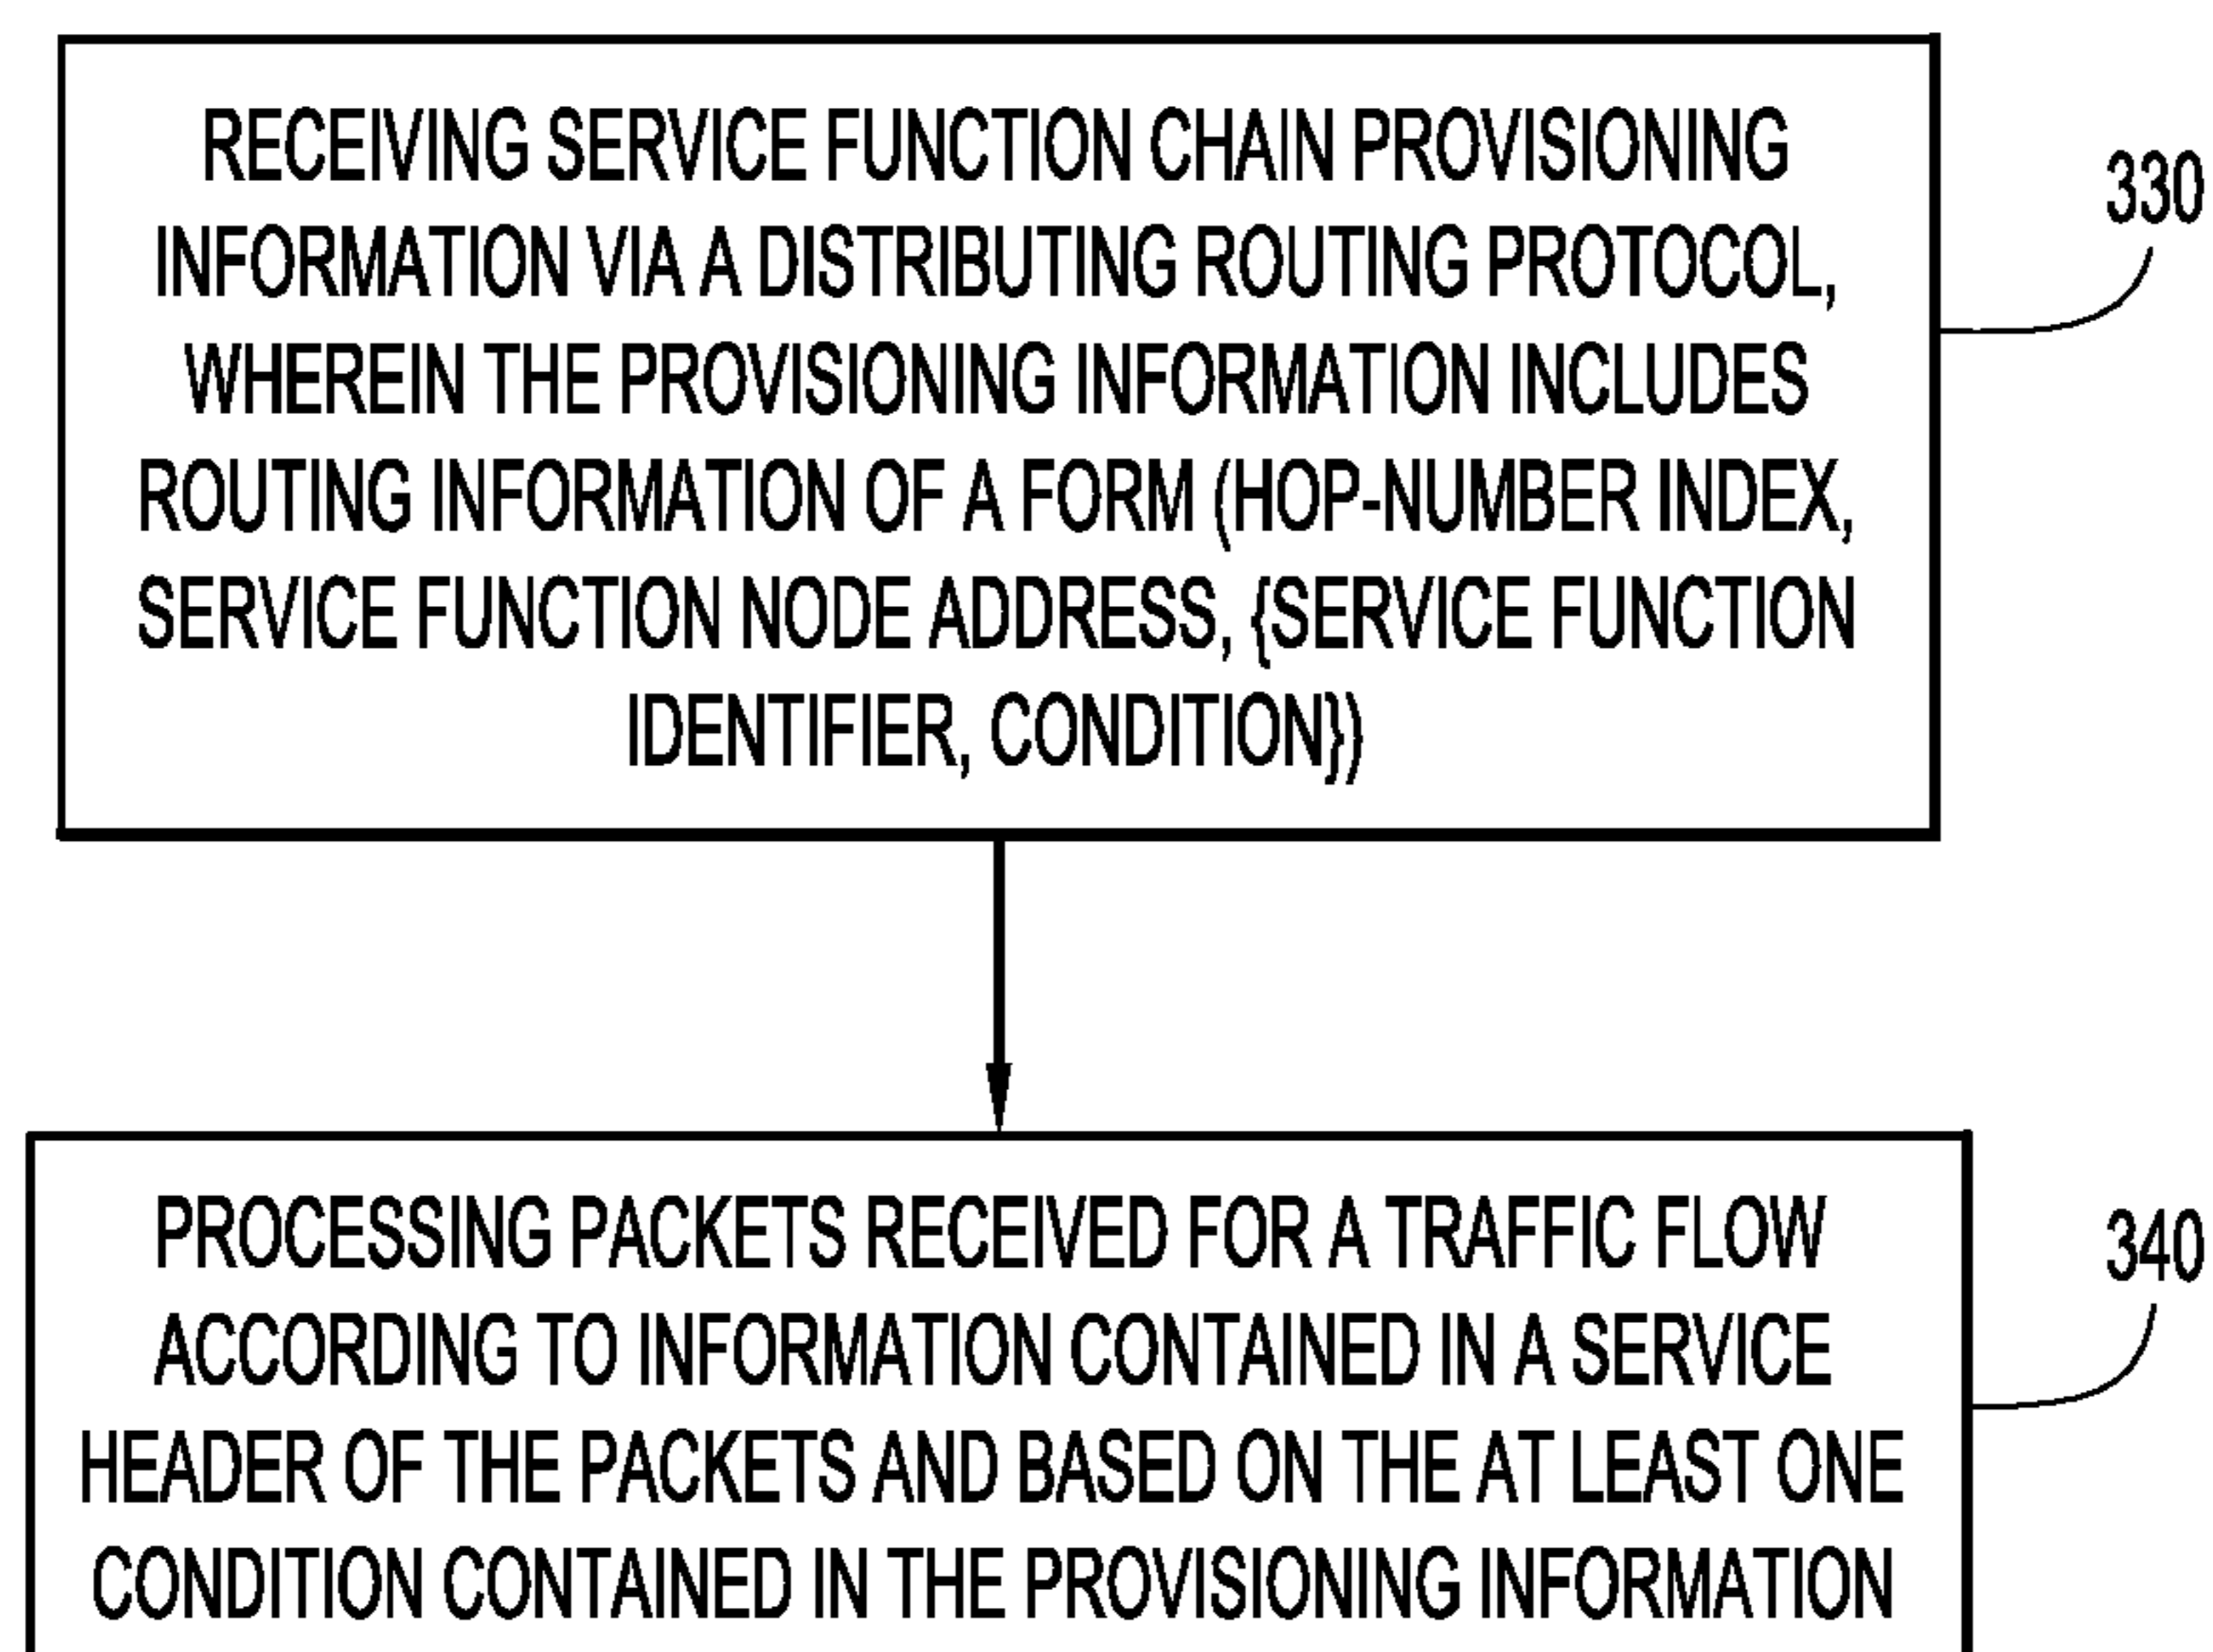 RECEIVING SERVICE FUNCTION CHAIN PROVISIONING
INFORMATION VIA A DISTRIBUTING ROUTING PROTOCOL,
WHEREIN THE PROVISIONING INFORMATION INCLUDES
ROUTING INFORMATION OF A FORM (HOP-NUMBER INDEX,
SERVICE FUNCTION NODE ADDRESS, {SERVICE FUNCTION
IDENTIFIER, CONDITION})
330
PROCESSING PACKETS RECEIVED FOR A TRAFFIC FLOW
ACCORDING TO INFORMATION CONTAINED IN A SERVICE
HEADER OF THE PACKETS AND BASED ON THE AT LEAST ONE
CONDITION CONTAINED IN THE PROVISIONING INFORMATION
340